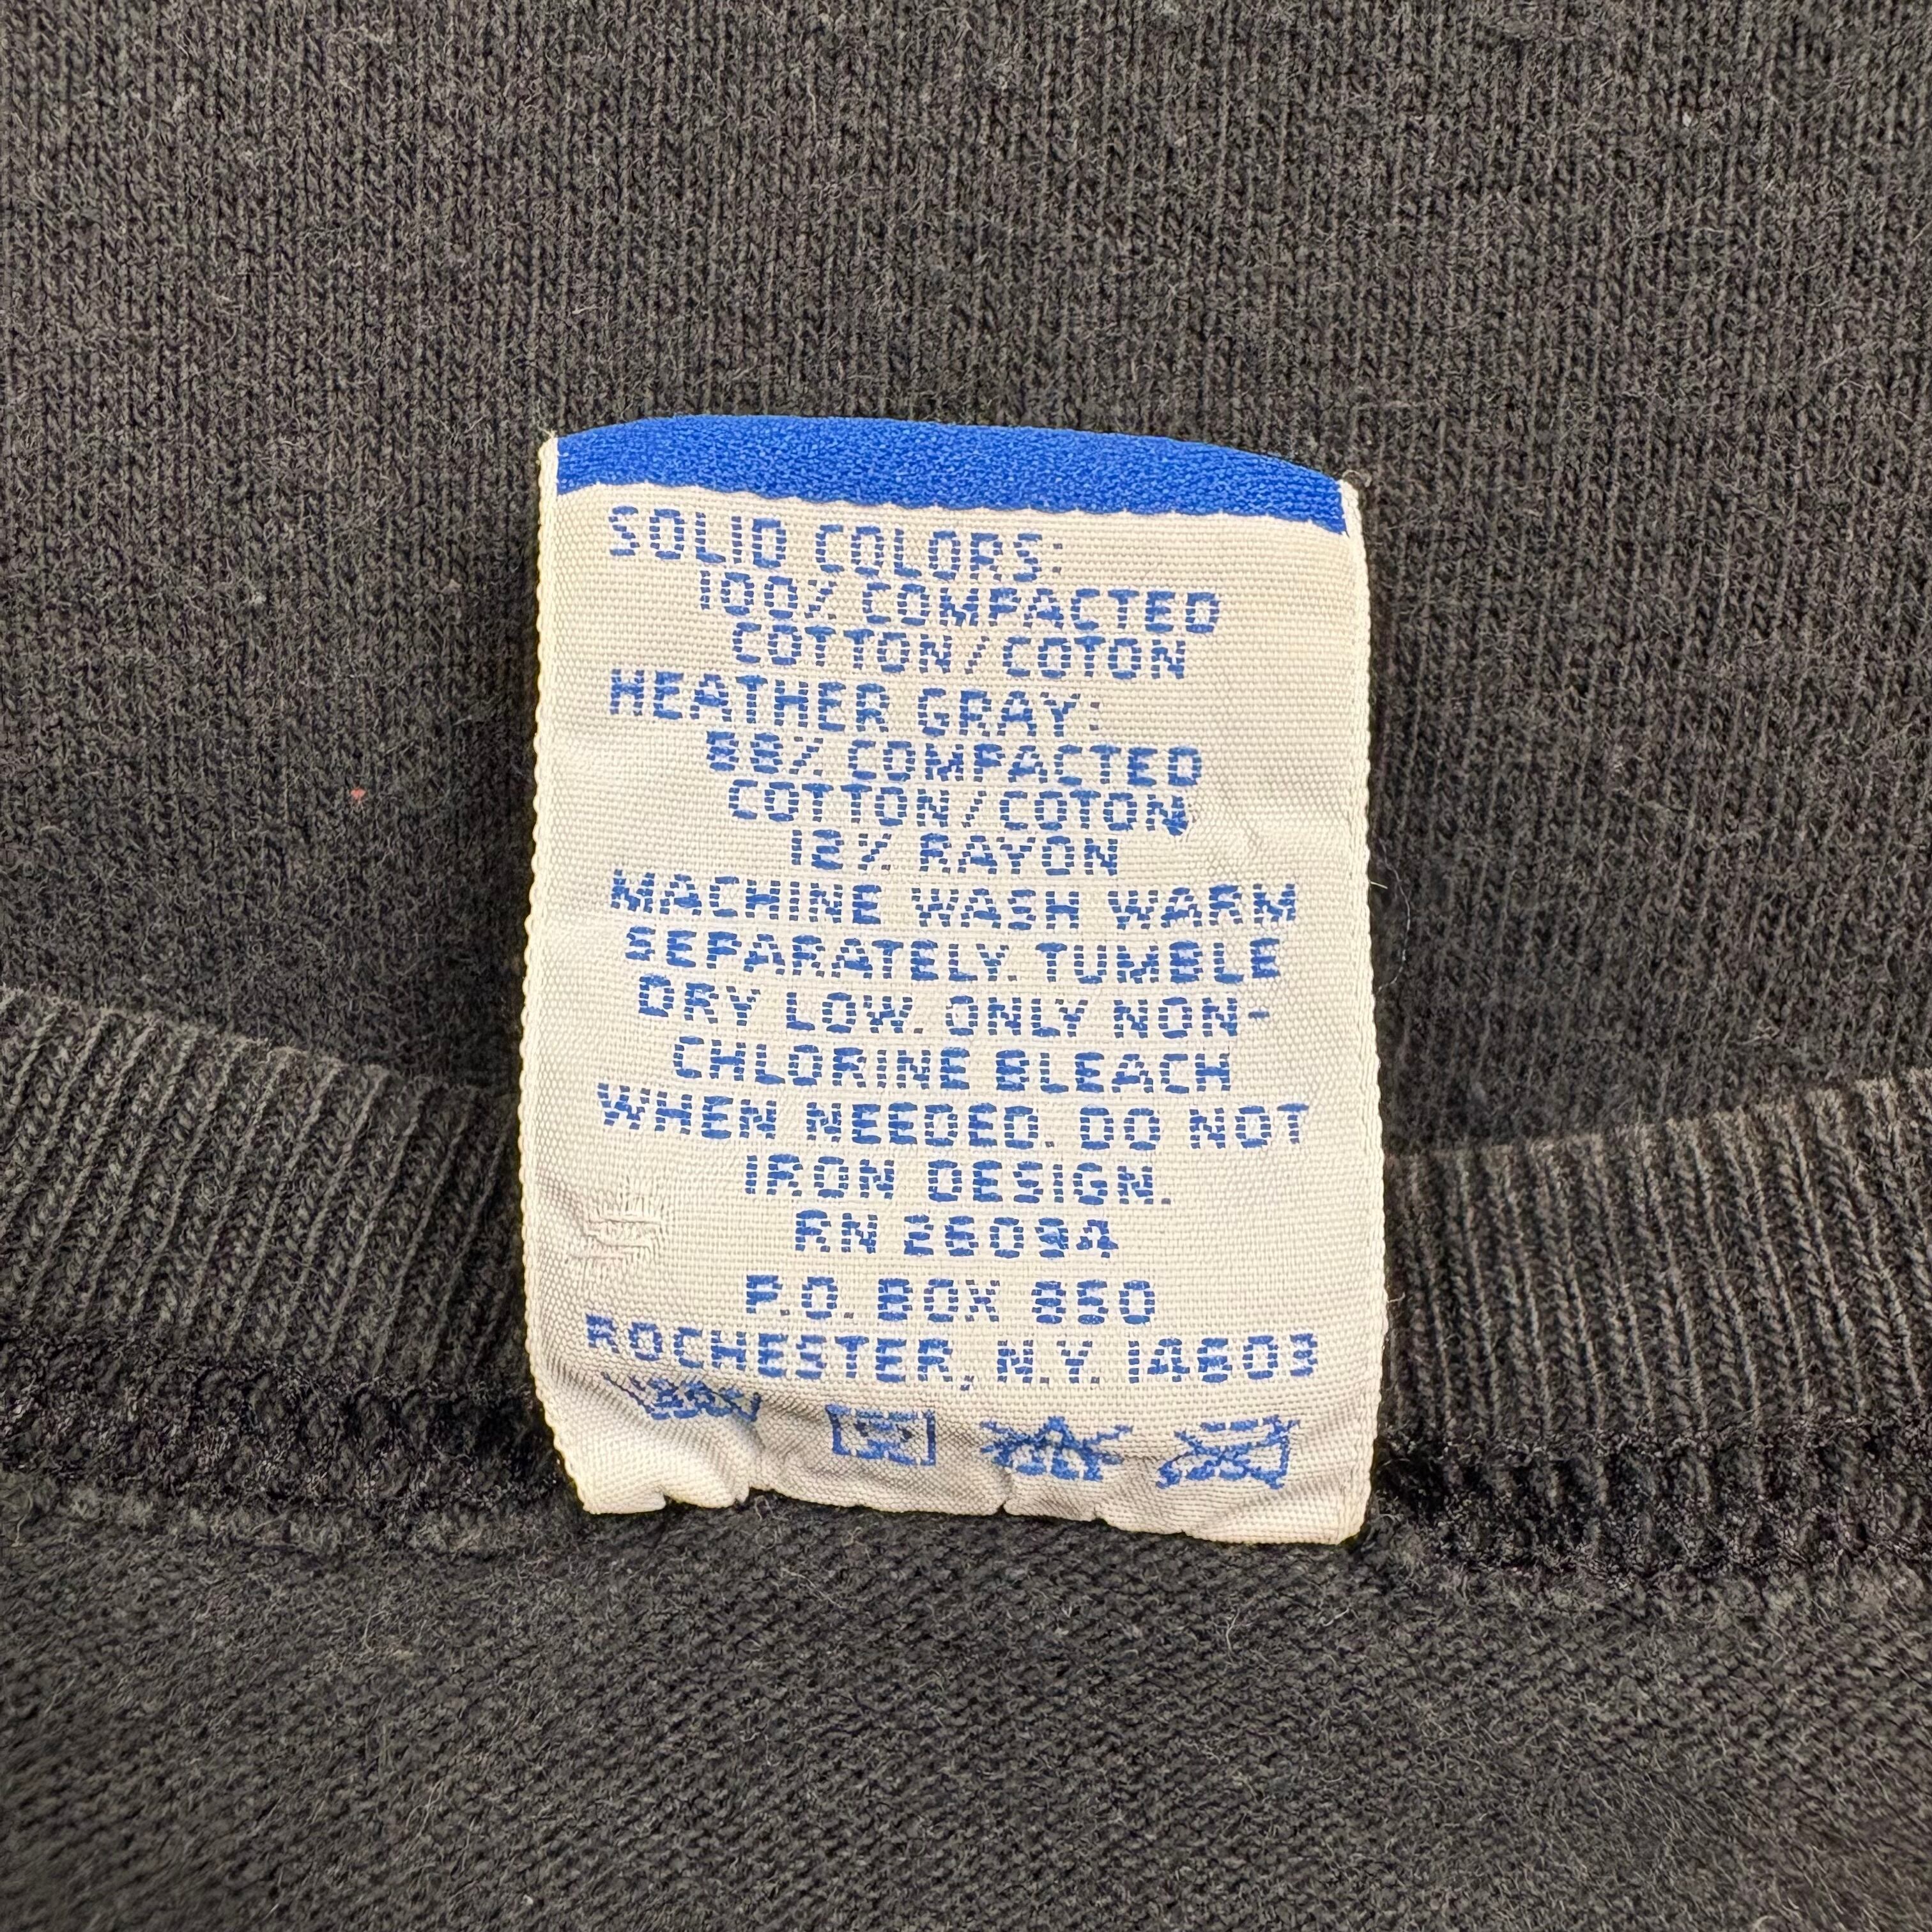 SOLID COLORS:
100% COMPACTED
COTTON/COTON
HEATHER GRAY:
88% COMPACTED
COTTON/COTON
12% RAYON
MACHINE WASH WARM
SEPARATELY. TUMBLE
DRY LOW. ONLY NON-
CHLORINE BLEACH
WHEN NEEDED. DO NOT
IRON DESIGN.
RN 26094
P.O. BOX 850
ROCHESTER, N.Y. 14603